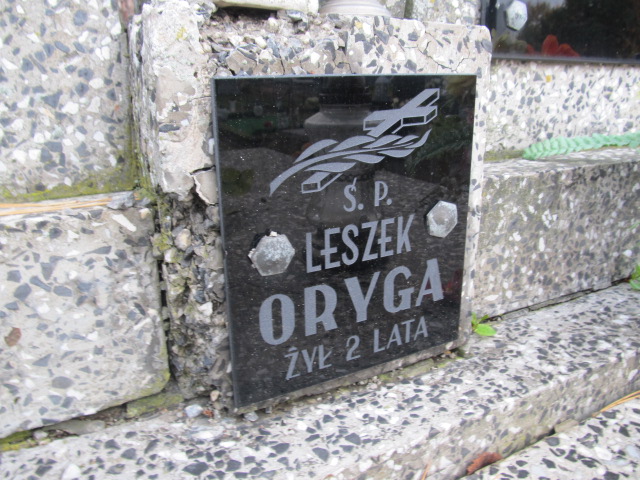 Ś. P.
LESZEK
ORYGA
ŻYŁ 2 LATA